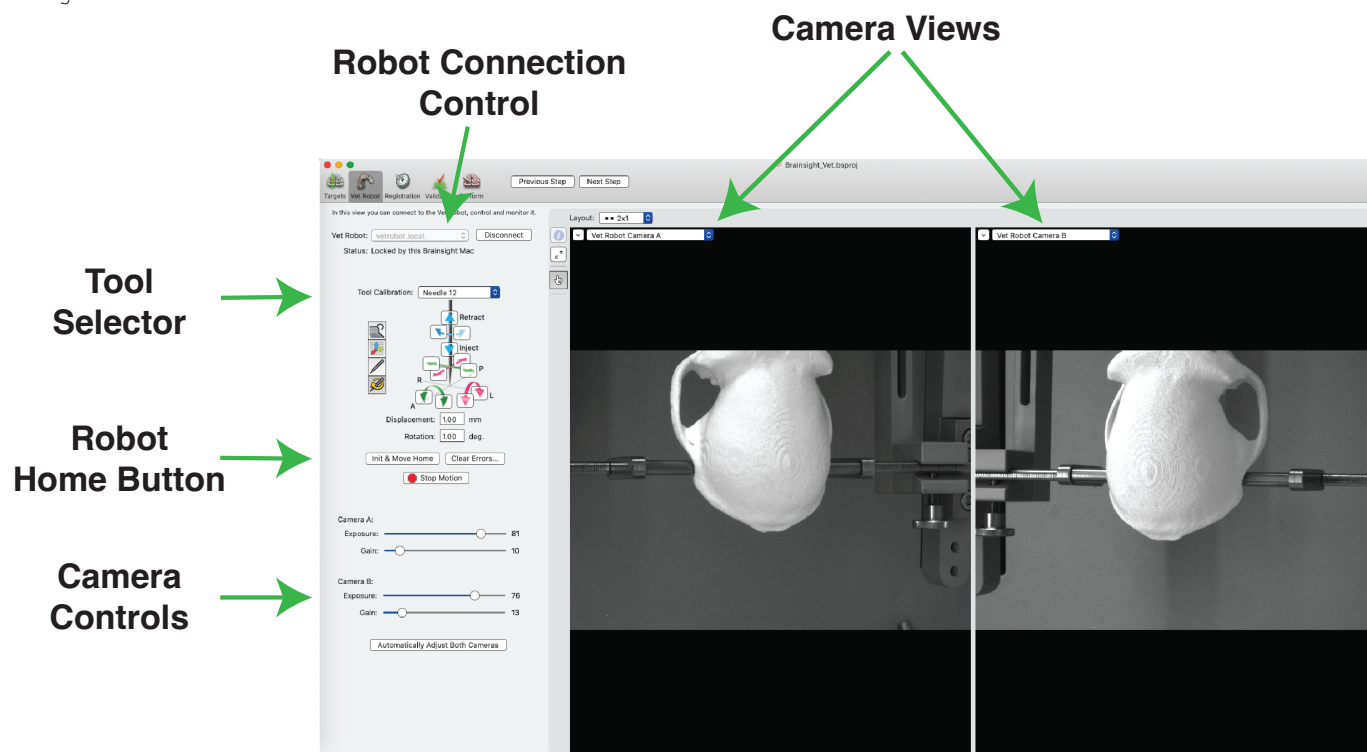 Camera Views
Robot Connection
Control
Brainsight_Vet.bsproj
Targets Vet Robot Registration
Previous Step Next Step
In this view you can connect to the Vet Robot, control and monitor it.
Layout: 2x1
Vet Robot: vetrobot.local. Disconnect
Vet Robot Camera A
Vet Robot Camera B
Status: Locked by this Brainsight Mac
Tool
Selector
Tool Calibration: Needle 12
Retract
Inject
P
R
L
A
Displacement: 1.00 mm
Rotation: 1.00 deg.
Robot
Home Button
Init & Move Home Clear Errors...
Stop Motion
Camera A:
Exposure: 81
Gain: 10
Camera
Controls
Camera B:
Exposure: 76
Gain: 13
Automatically Adjust Both Cameras